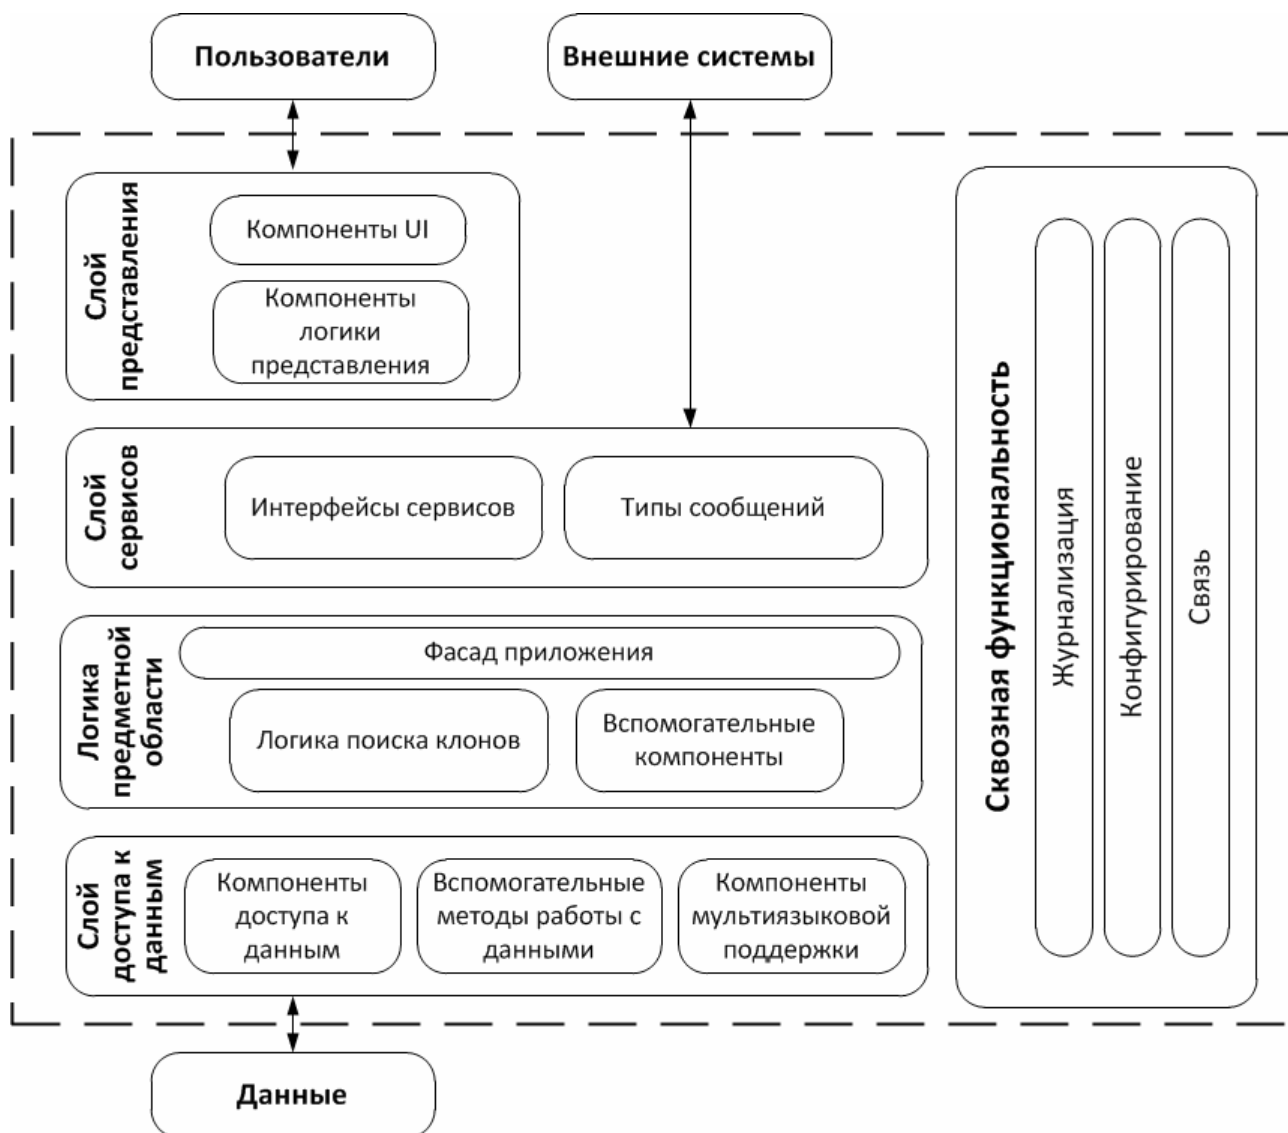 Пользователи
Внешние системы
Слой
представления
Компоненты UI
Компоненты
логики
представления
Слой
сервисов
Интерфейсы сервисов
Типы сообщений
Логика
предметной
области
Фасад приложения
Логика поиска клонов
Вспомогательные
компоненты
Слой
доступа к
данным
Компоненты
доступа к
данным
Вспомогательные
методы работы с
данными
Компоненты
мультиязыковой
поддержки
Сквозная функциональность
Журнализация
Конфигурирование
Связь
Данные